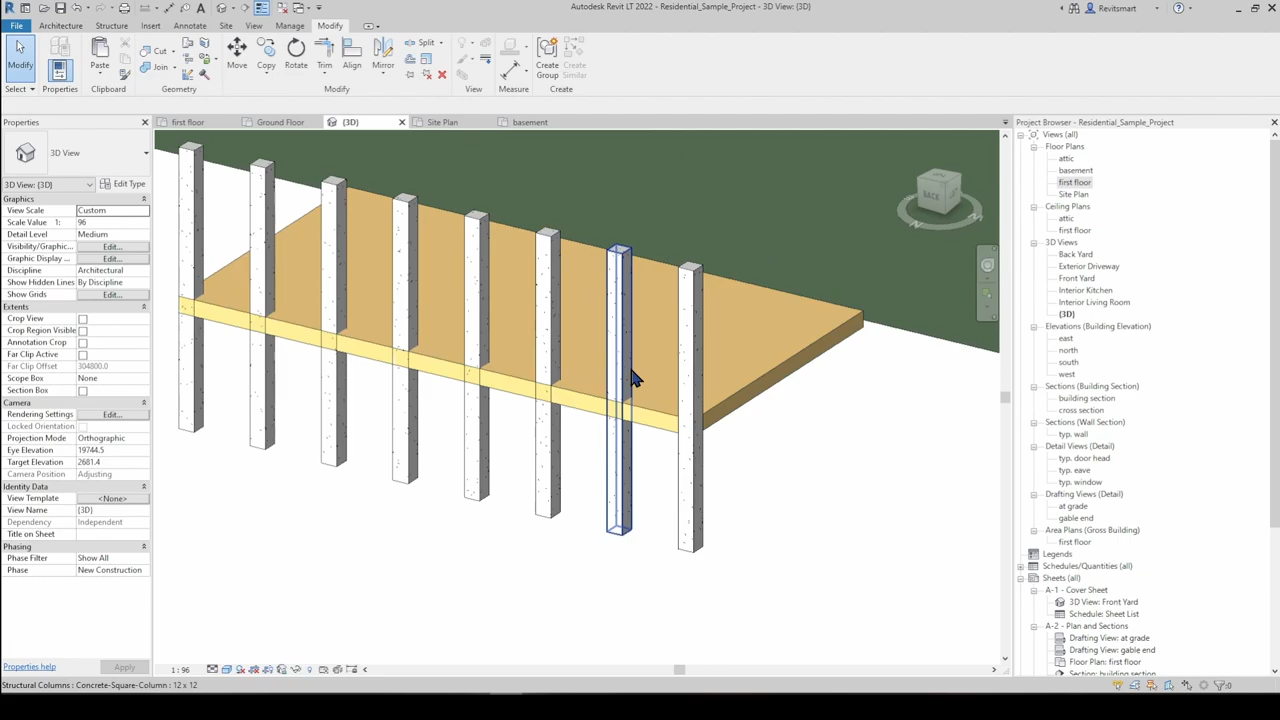 Autodesk Revit LT 2022 - Residential_Sample_Project - 3D View: {3D}
Revitsmart
File Architecture Structure Insert Annotate Site View Manage Modify
Modify
Properties
Paste
Cut
Join
Move Copy Rotate Trim Align Mirror
Split
Create Group
Create Similar
Select Properties Clipboard Geometry Modify View Measure Create
Properties
first floor Ground Floor {3D} Site Plan basement
Project Browser - Residential_Sample_Project
3D View
3D View: {3D} Edit Type
Graphics
View Scale Custom
Scale Value 1: 96
Detail Level Medium
Visibility/Graphic... Edit...
Graphic Display ... Edit...
Discipline Architectural
Show Hidden Lines By Discipline
Show Grids Edit...
Extents
Crop View
Crop Region Visible
Annotation Crop
Far Clip Active
Far Clip Offset 304800.0
Scope Box None
Section Box
Camera
Rendering Settings Edit...
Locked Orientation
Projection Mode Orthographic
Eye Elevation 19744.5
Target Elevation 2681.4
Camera Position Adjusting
Identity Data
View Template <None>
View Name {3D}
Dependency Independent
Title on Sheet
Phasing
Phase Filter Show All
Phase New Construction
Properties help Apply
BACK
Views (all)
Floor Plans
attic
basement
first floor
Site Plan
Ceiling Plans
attic
first floor
3D Views
Back Yard
Exterior Driveway
Front Yard
Interior Kitchen
Interior Living Room
{3D}
Elevations (Building Elevation)
east
north
south
west
Sections (Building Section)
building section
cross section
Sections (Wall Section)
typ. wall
Detail Views (Detail)
typ. door head
typ. eave
typ. window
Drafting Views (Detail)
at grade
gable end
Area Plans (Gross Building)
first floor
Legends
Schedules/Quantities (all)
Sheets (all)
A-1 - Cover Sheet
3D View: Front Yard
Schedule: Sheet List
A-2 - Plan and Sections
Drafting View: at grade
Drafting View: gable end
Floor Plan: first floor
Section: building section
1 : 96
Structural Columns : Concrete-Square-Column : 12 x 12
:0